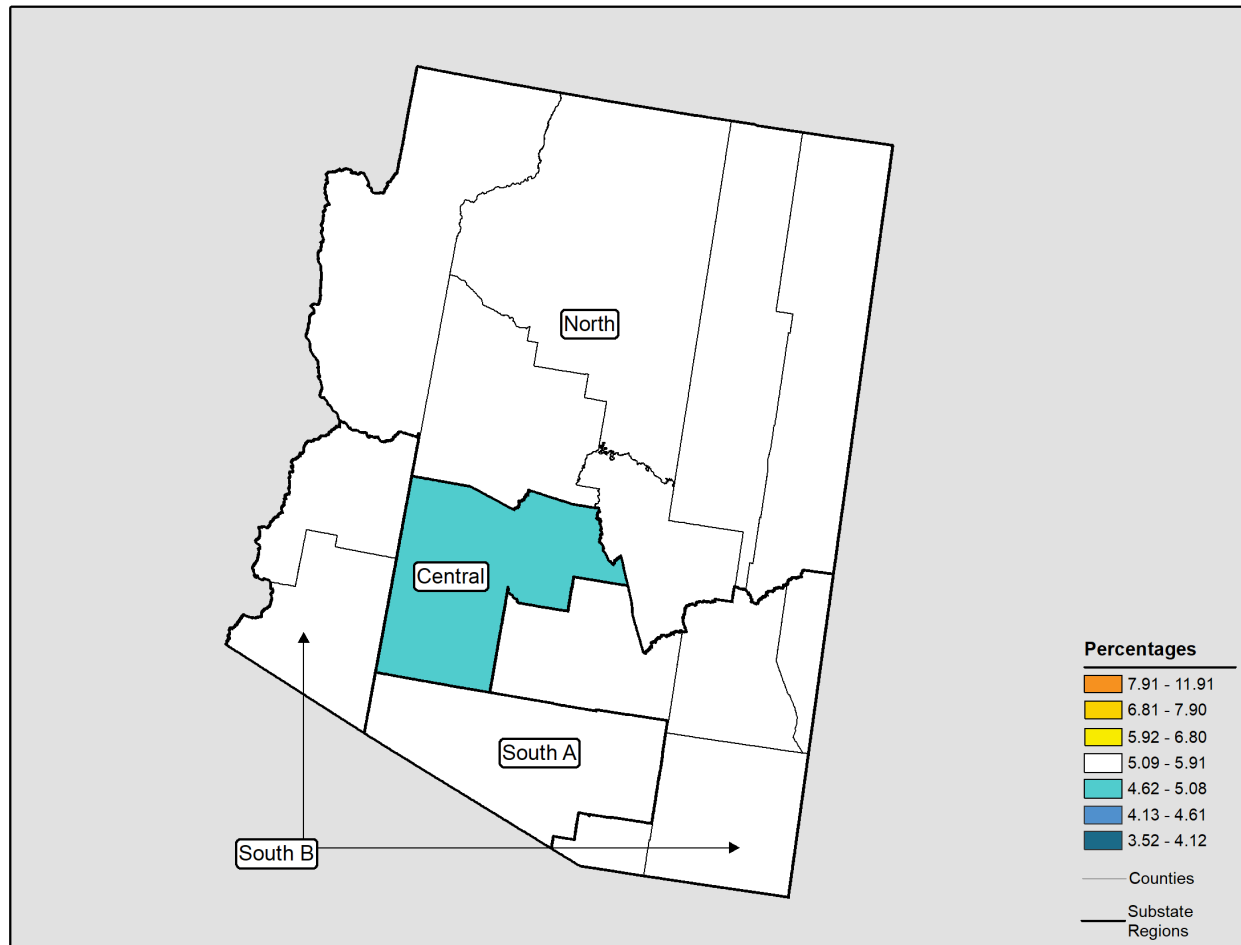 North
Central
South A
South B
Percentages
7.91 - 11.91
6.81 - 7.90
5.92 - 6.80
5.09 - 5.91
4.62 - 5.08
4.13 - 4.61
3.52 - 4.12
Counties
Substate
Regions